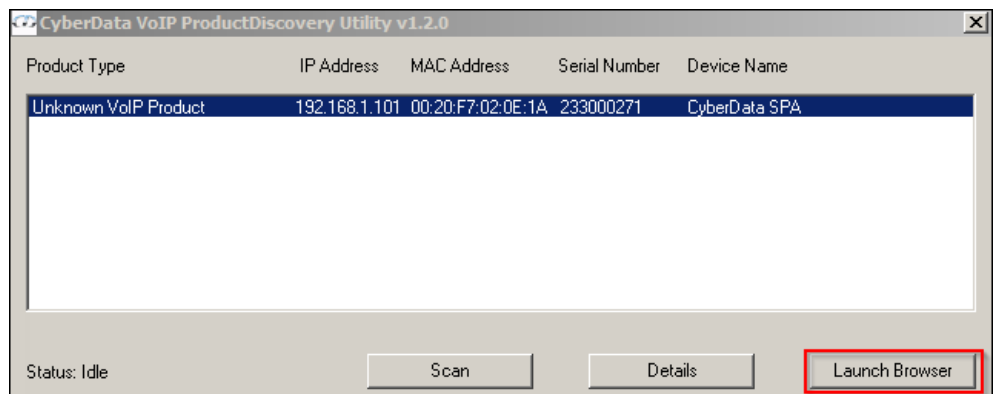 CyberData VoIP ProductDiscovery Utility v1.2.0
Product Type IP Address MAC Address Serial Number Device Name
Unknown VoIP Product 192.168.1.101 00:20:F7:02:0E:1A 233000271 CyberData SPA
Status: Idle Scan Details Launch Browser